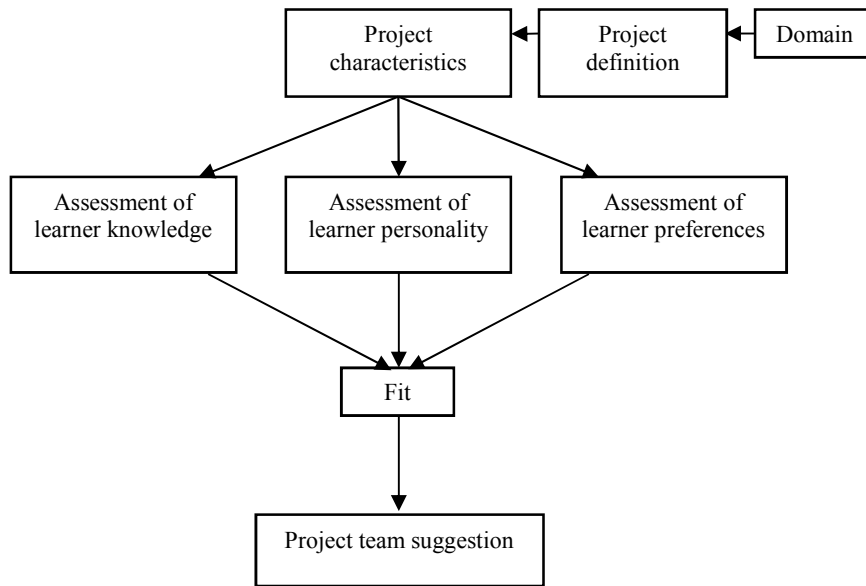 Project
characteristics
Project
definition
Domain
Assessment of
learner knowledge
Assessment of
learner personality
Assessment of
learner preferences
Fit
Project team suggestion